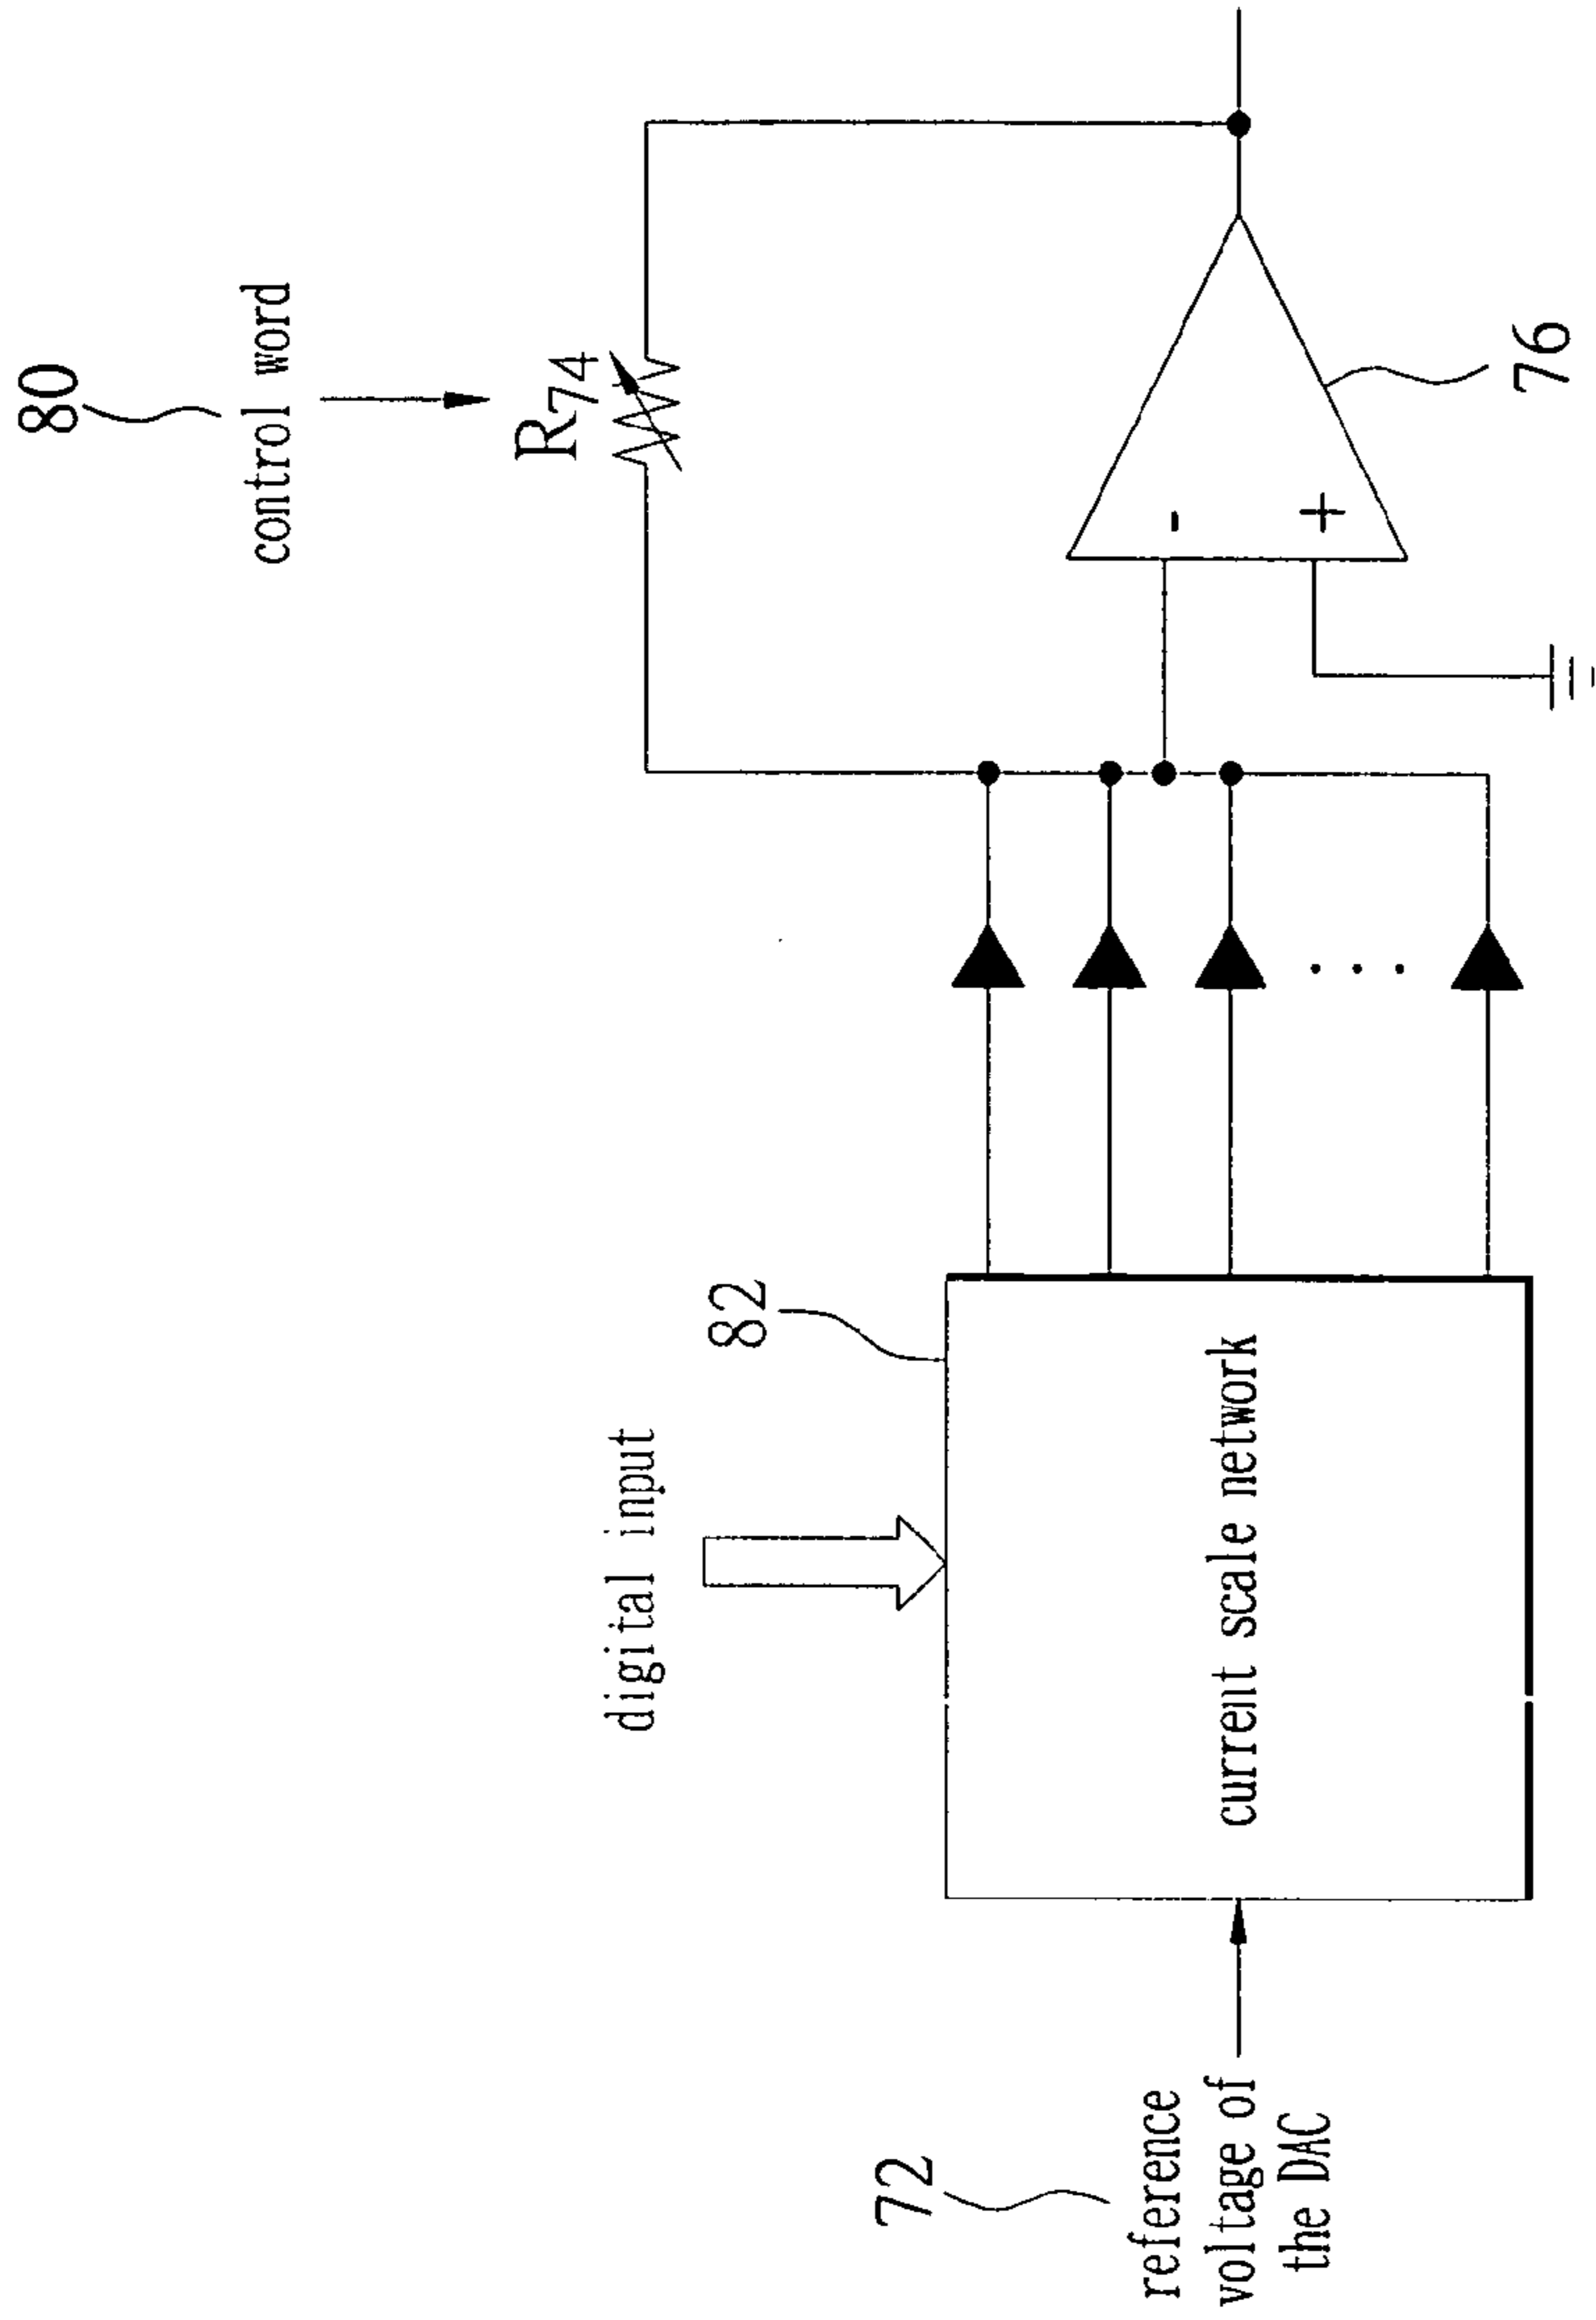 80
control word
R74
digital input
82
72
reference
voltage of
the DAC
current scale network
-
+
76